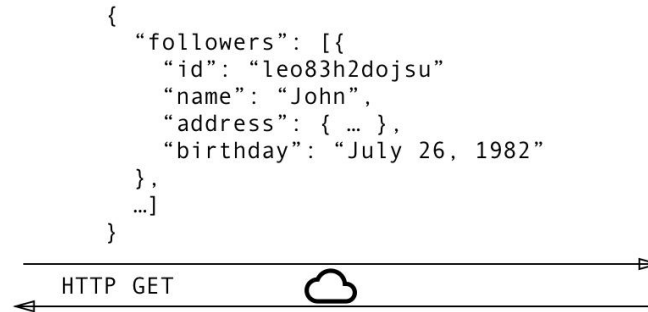 {
“followers”: [{
“id”: “leo83h2dojsu”
“name”: “John”,
“address”: { … },
“birthday”: “July 26, 1982”
},
…]
}
HTTP GET